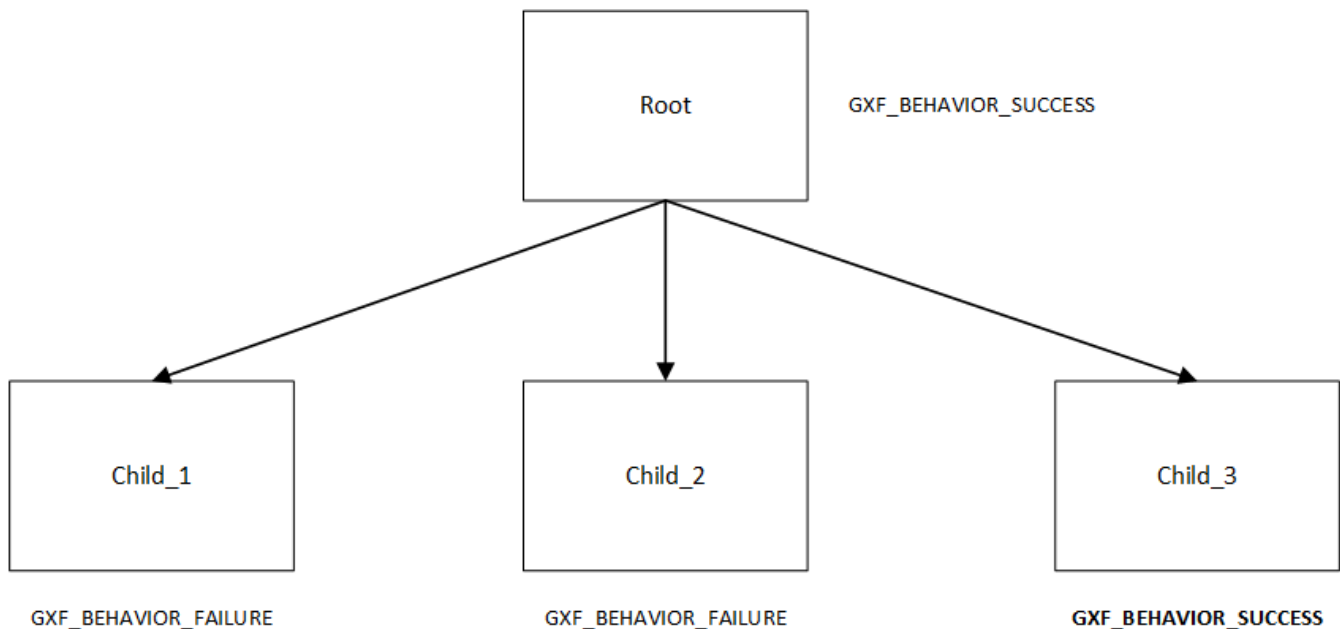 Root
GXF_BEHAVIOR_SUCCESS
Child_1
Child_2
Child_3
GXF_BEHAVIOR_FAILURE
GXF_BEHAVIOR_FAILURE
GXF_BEHAVIOR_SUCCESS